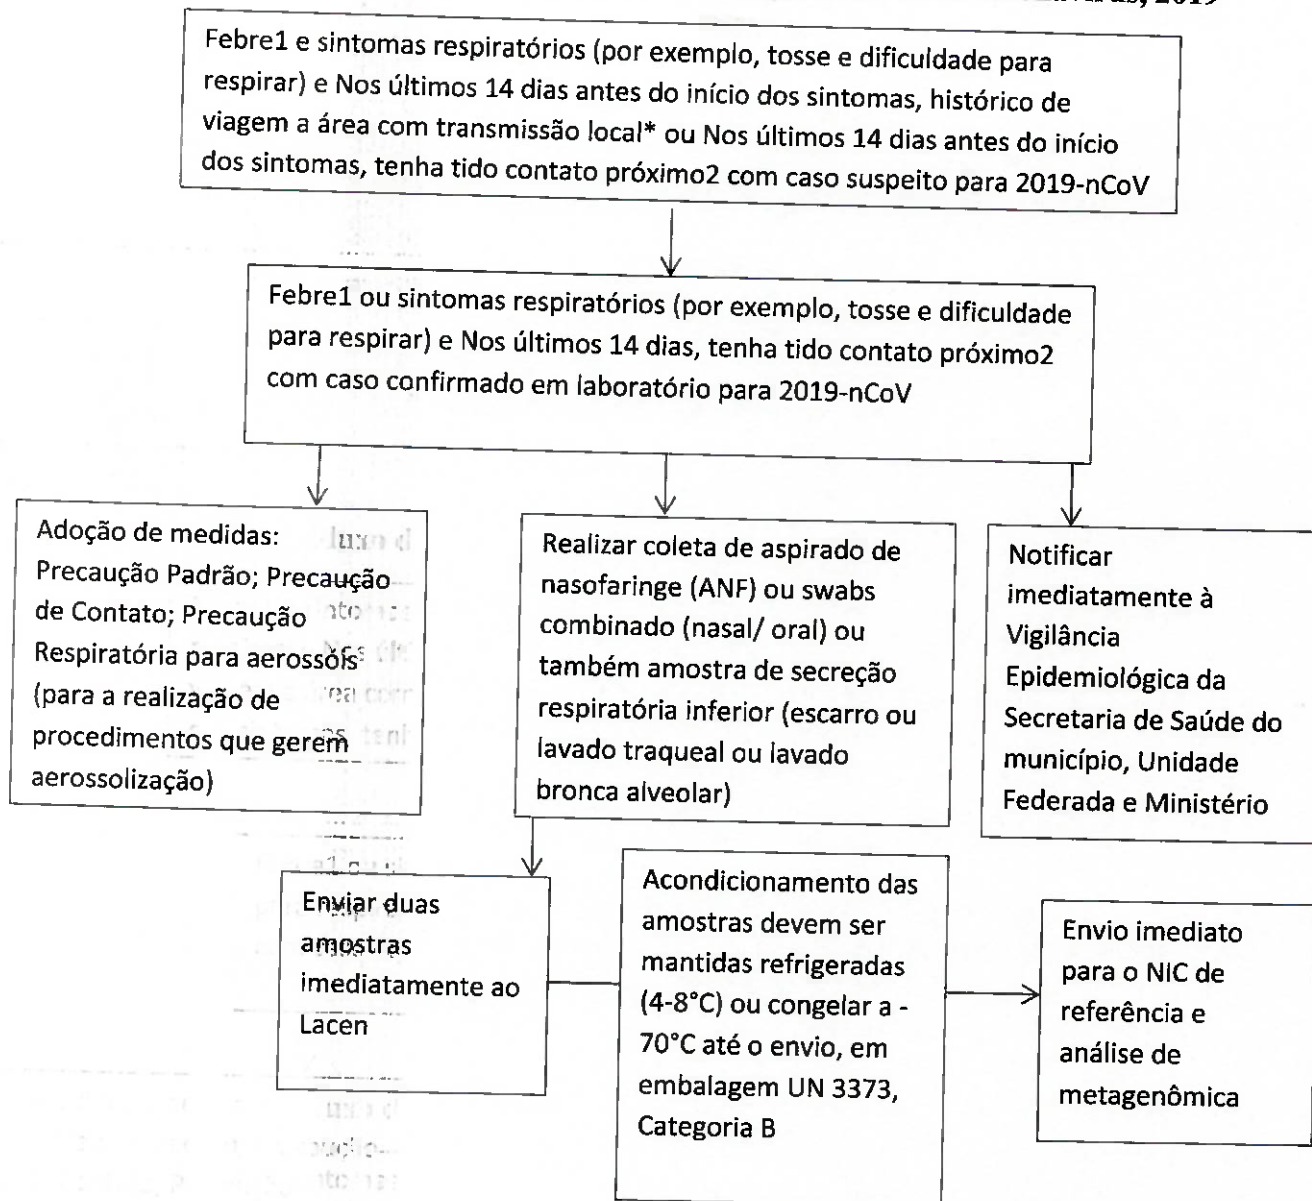 2019
Febre1 e sintomas respiratórios (por exemplo, tosse e dificuldade para
respirar) e Nos últimos 14 dias antes do início dos sintomas, histórico de
viagem a área com transmissão local* ou Nos últimos 14 dias antes do início
dos sintomas, tenha tido contato próximo2 com caso suspeito para 2019-nCoV
Febre1 ou sintomas respiratórios (por exemplo, tosse e dificuldade
para respirar) e Nos últimos 14 dias, tenha tido contato próximo2
com caso confirmado em laboratório para 2019-nCoV
Adoção de medidas:
Precaução Padrão; Precaução
de Contato; Precaução
Respiratória para aerossóis
(para a realização de
procedimentos que gerem
aerossolização)
Realizar coleta de aspirado de
nasofaringe (ANF) ou swabs
combinado (nasal/ oral) ou
também amostra de secreção
respiratória inferior (escarro ou
lavado traqueal ou lavado
bronca alveolar)
Notificar
imediatamente à
Vigilância
Epidemiológica da
Secretaria de Saúde do
município, Unidade
Federada e Ministério
Enviar duas
amostras
imediatamente ao
Lacen
Acondicionamento das
amostras devem ser
mantidas refrigeradas
(4-8°C) ou congelar a -
70°C até o envio, em
embalagem UN 3373,
Categoria B
Envio imediato
para o NIC de
referência e
análise de
metagenômica